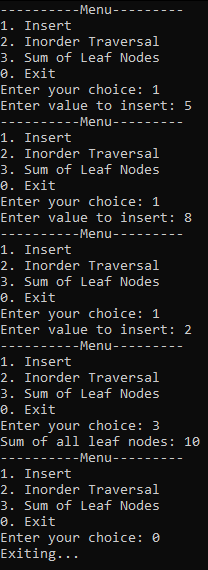 ----------Menu---------
1. Insert
2. Inorder Traversal
3. Sum of Leaf Nodes
0. Exit
Enter your choice: 1
Enter value to insert: 5
----------Menu---------
1. Insert
2. Inorder Traversal
3. Sum of Leaf Nodes
0. Exit
Enter your choice: 1
Enter value to insert: 8
----------Menu---------
1. Insert
2. Inorder Traversal
3. Sum of Leaf Nodes
0. Exit
Enter your choice: 1
Enter value to insert: 2
----------Menu---------
1. Insert
2. Inorder Traversal
3. Sum of Leaf Nodes
0. Exit
Enter your choice: 3
Sum of all leaf nodes: 10
----------Menu---------
1. Insert
2. Inorder Traversal
3. Sum of Leaf Nodes
0. Exit
Enter your choice: 0
Exiting...